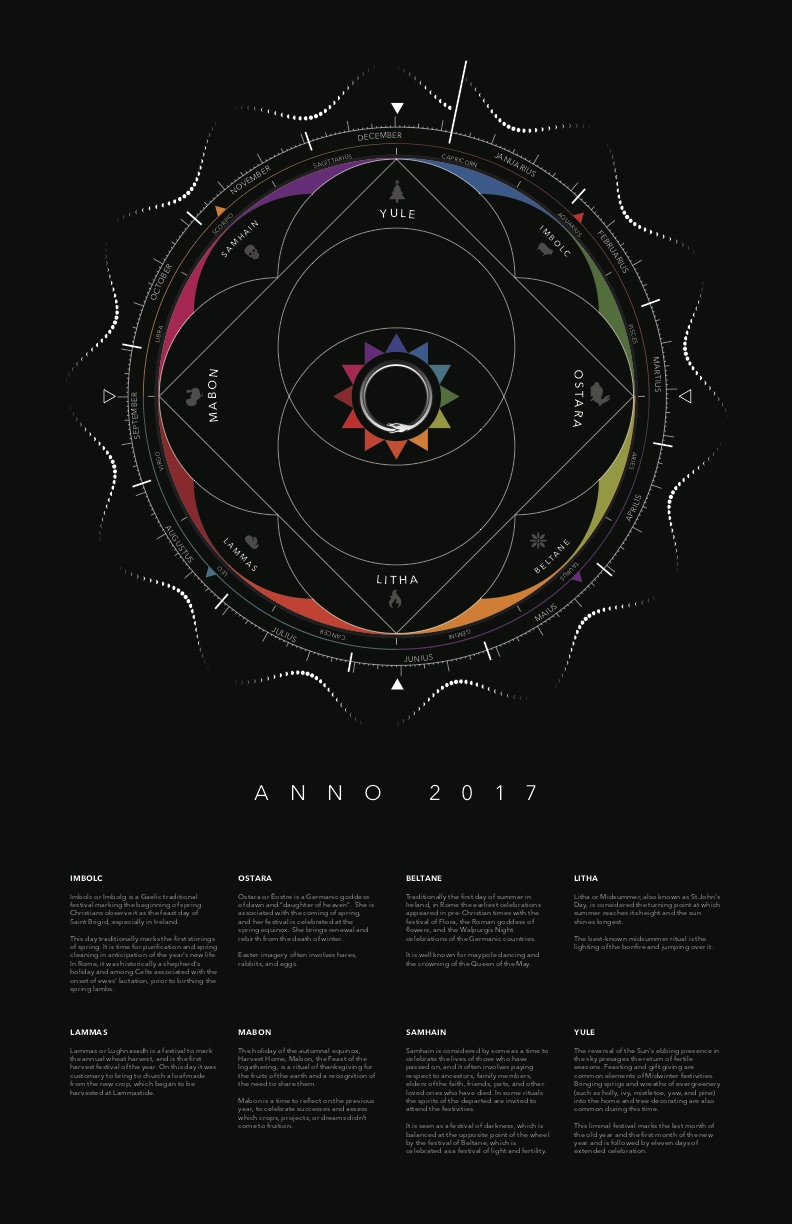 DECEMBER
JANUARIUS
FEBRUARIUS
MARTIUS
APRILIS
MAIUS
JUNIUS
JULIUS
AUGUSTUS
SEPTEMBER
OCTOBER
NOVEMBER
CAPRICORN
AQUARIUS
PISCES
ARIES
TAURUS
GEMINI
CANCER
LEO
VIRGO
LIBRA
SCORPIO
SAGITTARIUS
YULE
IMBOLC
OSTARA
BELTANE
LITHA
LAMMAS
MABON
SAMHAIN
ANNO 2017
IMBOLC
Imbolc or Imbolg is a Gaelic traditional
festival marking the beginning of spring.
Christians observe it as the feast day of
Saint Brigid, especially in Ireland.
This day traditionally marks the first stirrings
of spring. It is time for purification and spring
cleaning in anticipation of the year's new life.
In Rome, it was historically a shepherd's
holiday and among Celts associated with the
onset of ewes' lactation, prior to birthing the
spring lambs.
OSTARA
Ostara or Ēostre is a Germanic goddess
of dawn and "daughter of heaven". She is
associated with the coming of spring,
and her festival is celebrated at the
spring equinox. She brings renewal and
rebirth from the death of winter.
Easter imagery often involves hares,
rabbits, and eggs.
BELTANE
Traditionally the first day of summer in
Ireland, in Rome the earliest celebrations
appeared in pre-Christian times with the
festival of Flora, the Roman goddess of
flowers, and the Walpurgis Night
celebrations of the Germanic countries.
It is well known for maypole dancing and
the crowning of the Queen of the May.
LITHA
Litha or Midsummer, also known as St John's
Day, is considered the turning point at which
summer reaches its height and the sun
shines longest.
The best-known midsummer ritual is the
lighting of the bonfire and jumping over it.
LAMMAS
Lammas or Lughnasadh is a festival to mark
the annual wheat harvest, and is the first
harvest festival of the year. On this day it was
customary to bring to church a loaf made
from the new crop, which began to be
harvested at Lammastide.
MABON
The holiday of the autumnal equinox,
Harvest Home, Mabon, the Feast of the
Ingathering, is a ritual of thanksgiving for
the fruits of the earth and a recognition of
the need to share them.
Mabon is a time to reflect on the previous
year, to celebrate successes and assess
which crops, projects, or dreams didn't
come to fruition.
SAMHAIN
Samhain is considered by some as a time to
celebrate the lives of those who have
passed on, and it often involves paying
respect to ancestors, family members,
elders of the faith, friends, pets, and other
loved ones who have died. In some rituals
the spirits of the departed are invited to
attend the festivities.
It is seen as a festival of darkness, which is
balanced at the opposite point of the wheel
by the festival of Beltane, which is
celebrated as a festival of light and fertility.
YULE
The reversal of the Sun's ebbing presence in
the sky presages the return of fertile
seasons. Feasting and gift giving are
common elements of Midwinter festivities.
Bringing sprigs and wreaths of evergreenery
(such as holly, ivy, mistletoe, yew, and pine)
into the home and tree decorating are also
common during this time.
This liminal festival marks the last month of
the old year and the first month of the new
year and is followed by eleven days of
extended celebration.